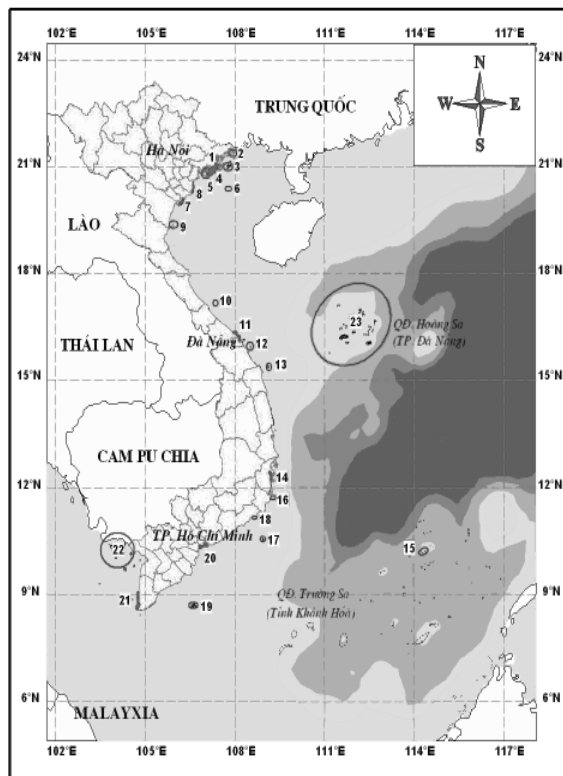 24°N
21°N
18°N
15°N
12°N
9°N
6°N
24°N
21°N
18°N
15°N
12°N
9°N
6°N
102°E
105°E
108°E
111°E
114°E
117°E
102°E
105°E
108°E
111°E
114°E
117°E
N
W
E
S
TRUNG QUỐC
Hà Nội
LÀO
THÁI LAN
Đà Nẵng
QĐ. Hoàng Sa
(TP. Đà Nẵng)
CAM PU CHIA
TP. Hồ Chí Minh
QĐ. Trường Sa
(Tỉnh Khánh Hoà)
MALAYXIA
1
2
3
4
5
6
7
8
9
10
11
12
13
14
15
16
17
18
19
20
21
22
23